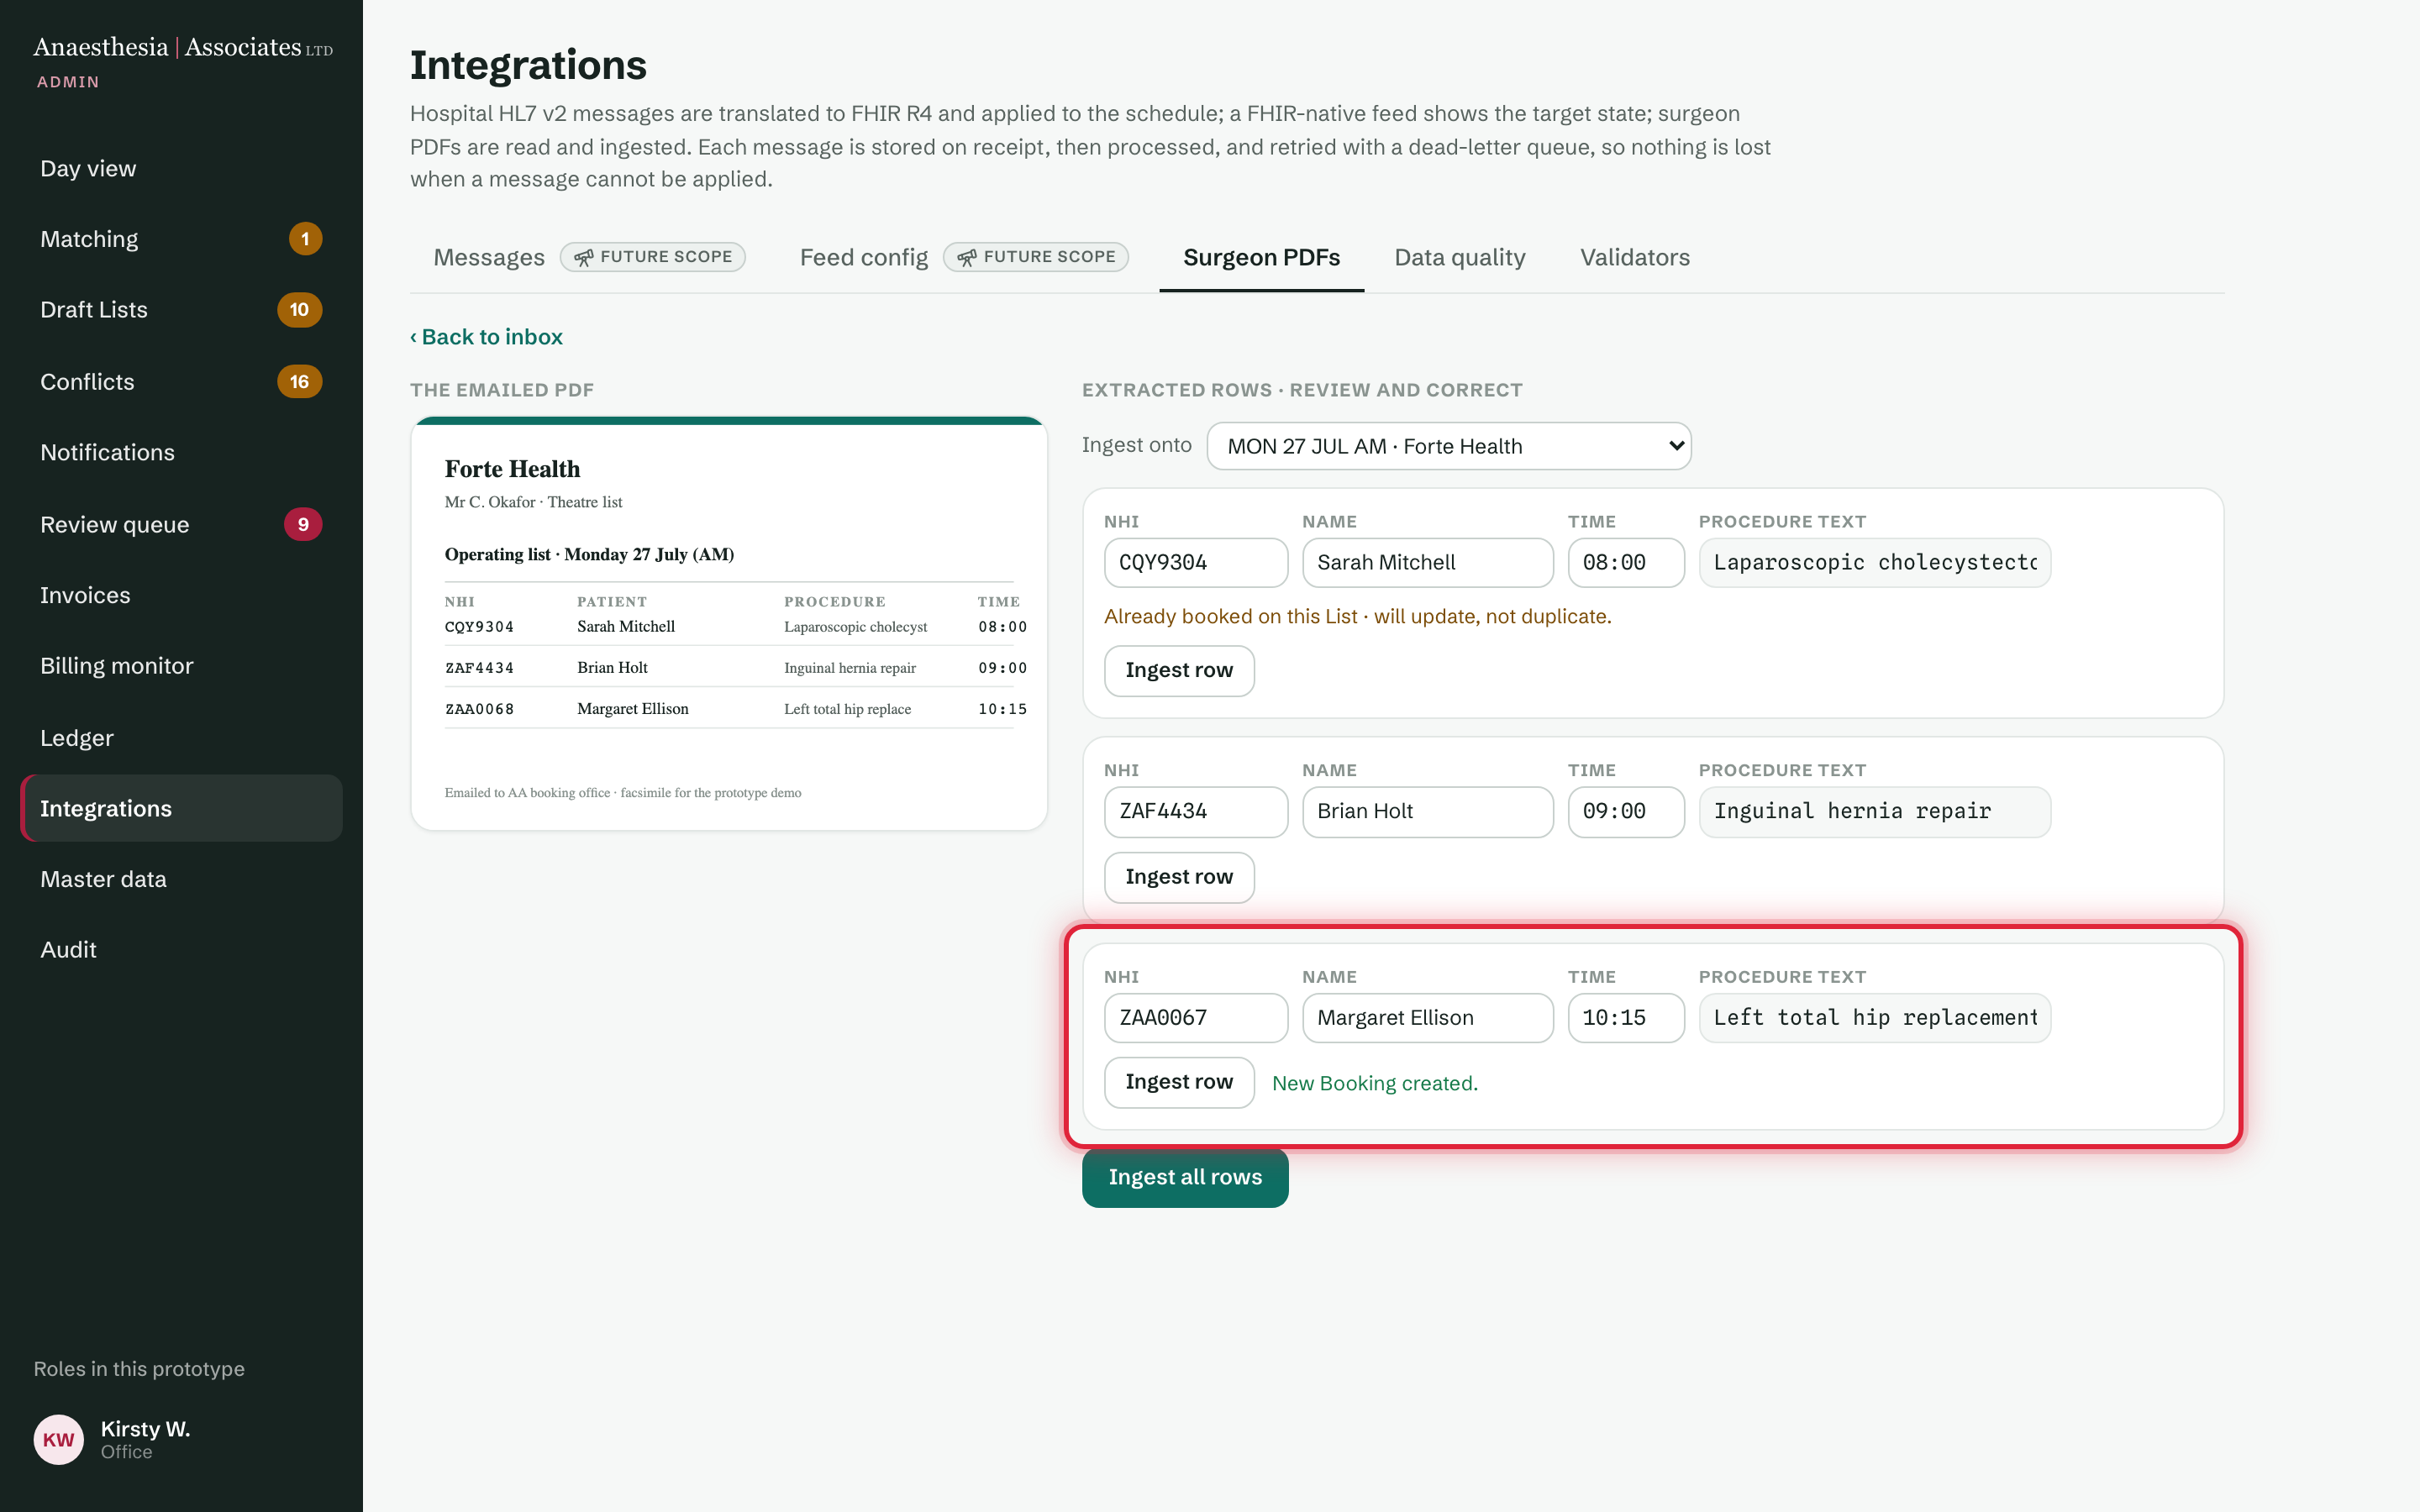 Anaesthesia | Associates LTD
ADMIN
Day view
Matching 1
Draft Lists 10
Conflicts 16
Notifications
Review queue 9
Invoices
Billing monitor
Ledger
Integrations
Master data
Audit
Roles in this prototype
KW
Kirsty W.
Office
Integrations
Hospital HL7 v2 messages are translated to FHIR R4 and applied to the schedule; a FHIR-native feed shows the target state; surgeon
PDFs are read and ingested. Each message is stored on receipt, then processed, and retried with a dead-letter queue, so nothing is lost
when a message cannot be applied.
Messages FUTURE SCOPE Feed config FUTURE SCOPE Surgeon PDFs Data quality Validators
‹ Back to inbox
THE EMAILED PDF
Forte Health
Mr C. Okafor · Theatre list
Operating list · Monday 27 July (AM)
NHI PATIENT PROCEDURE TIME
CQY9304 Sarah Mitchell Laparoscopic cholecyst 08:00
ZAF4434 Brian Holt Inguinal hernia repair 09:00
ZAA0068 Margaret Ellison Left total hip replace 10:15
Emailed to AA booking office · facsimile for the prototype demo
EXTRACTED ROWS · REVIEW AND CORRECT
Ingest onto MON 27 JUL AM · Forte Health
NHI NAME TIME PROCEDURE TEXT
CQY9304 Sarah Mitchell 08:00 Laparoscopic cholecystecto
Already booked on this List · will update, not duplicate.
Ingest row
NHI NAME TIME PROCEDURE TEXT
ZAF4434 Brian Holt 09:00 Inguinal hernia repair
Ingest row
NHI NAME TIME PROCEDURE TEXT
ZAA0067 Margaret Ellison 10:15 Left total hip replacement
Ingest row New Booking created.
Ingest all rows